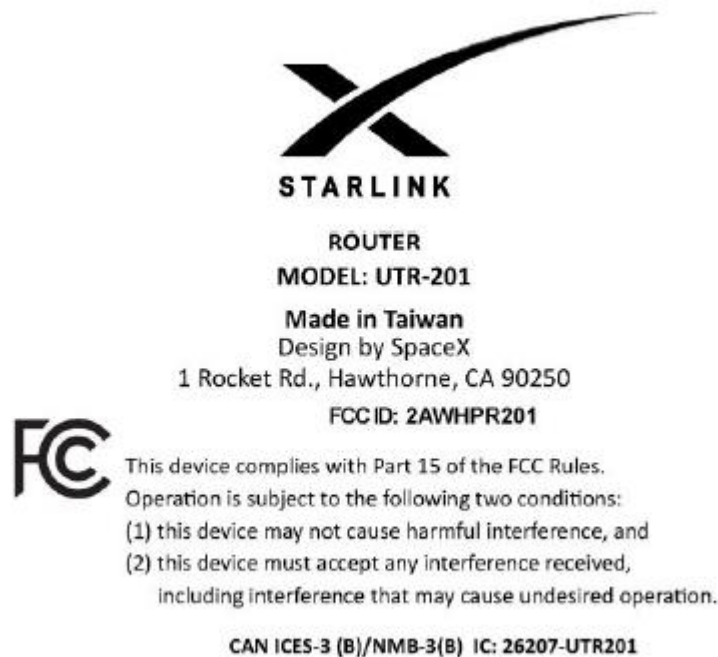 STARLINK
ROUTER
MODEL: UTR-201
Made in Taiwan
Design by SpaceX
1 Rocket Rd., Hawthorne, CA 90250
FCC ID: 2AWHPR201
FC
This device complies with Part 15 of the FCC Rules.
Operation is subject to the following two conditions:
(1) this device may not cause harmful interference, and
(2) this device must accept any interference received,
including interference that may cause undesired operation.
CAN ICES-3 (B)/NMB-3(B) IC: 26207-UTR201